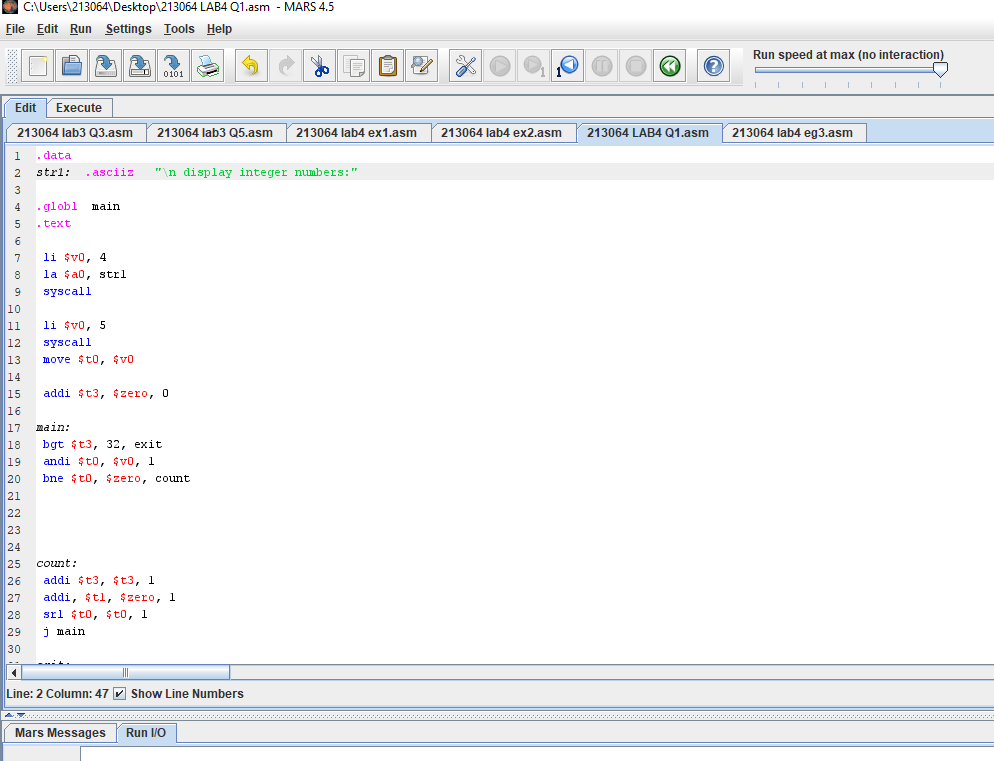 C:\Users\213064\Desktop\213064 LAB4 Q1.asm - MARS 4.5
File Edit Run Settings Tools Help
0101
1
1
?
Run speed at max (no interaction)
Edit Execute
213064 lab3 Q3.asm 213064 lab3 Q5.asm 213064 lab4 ex1.asm 213064 lab4 ex2.asm 213064 LAB4 Q1.asm 213064 lab4 eg3.asm
1 .data
2 str1: .asciiz "\n display integer numbers:"
3
4 .globl main
5 .text
6
7 li $v0, 4
8 la $a0, str1
9 syscall
10
11 li $v0, 5
12 syscall
13 move $t0, $v0
14
15 addi $t3, $zero, 0
16
17 main:
18 bgt $t3, 32, exit
19 andi $t0, $v0, 1
20 bne $t0, $zero, count
21
22
23
24
25 count:
26 addi $t3, $t3, 1
27 addi, $t1, $zero, 1
28 srl $t0, $t0, 1
29 j main
30
Line: 2 Column: 47 Show Line Numbers
Mars Messages Run I/O